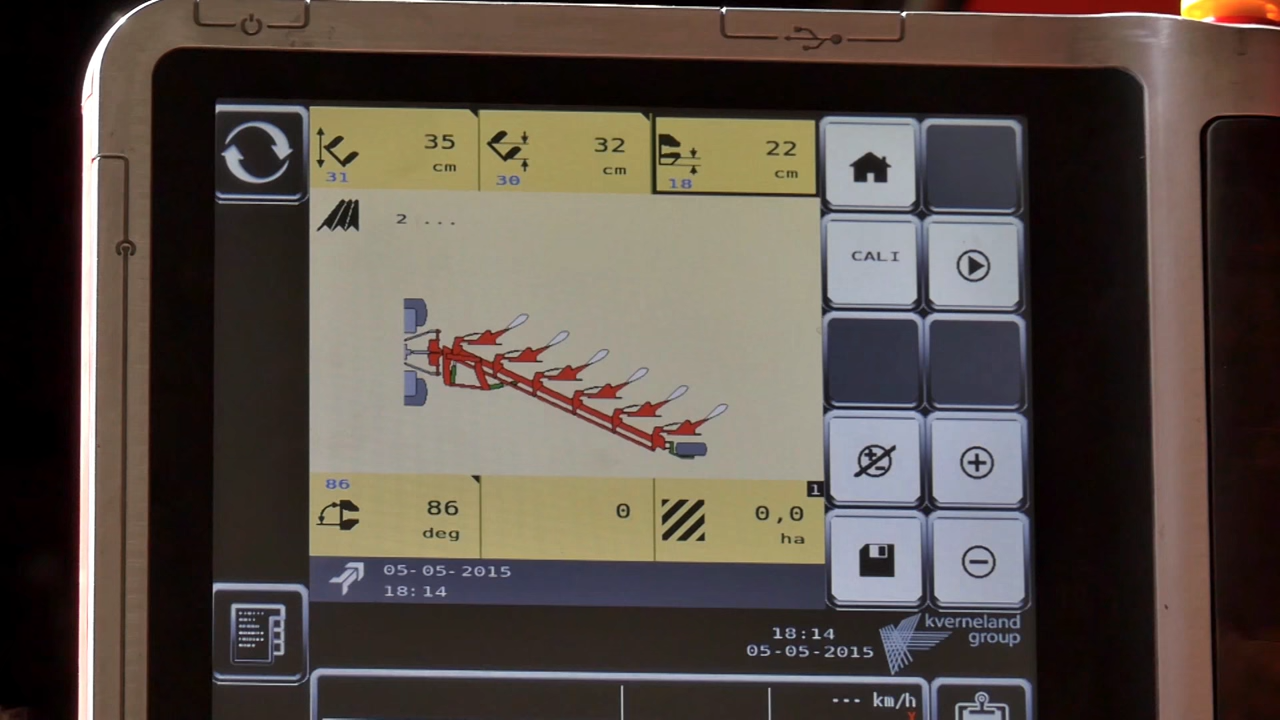 35
cm
31
32
cm
30
22
cm
18
2 ...
CALI
86
86
deg
0
1
0,0
ha
05-05-2015
18:14
18:14
05-05-2015
kverneland
group
--- km/h